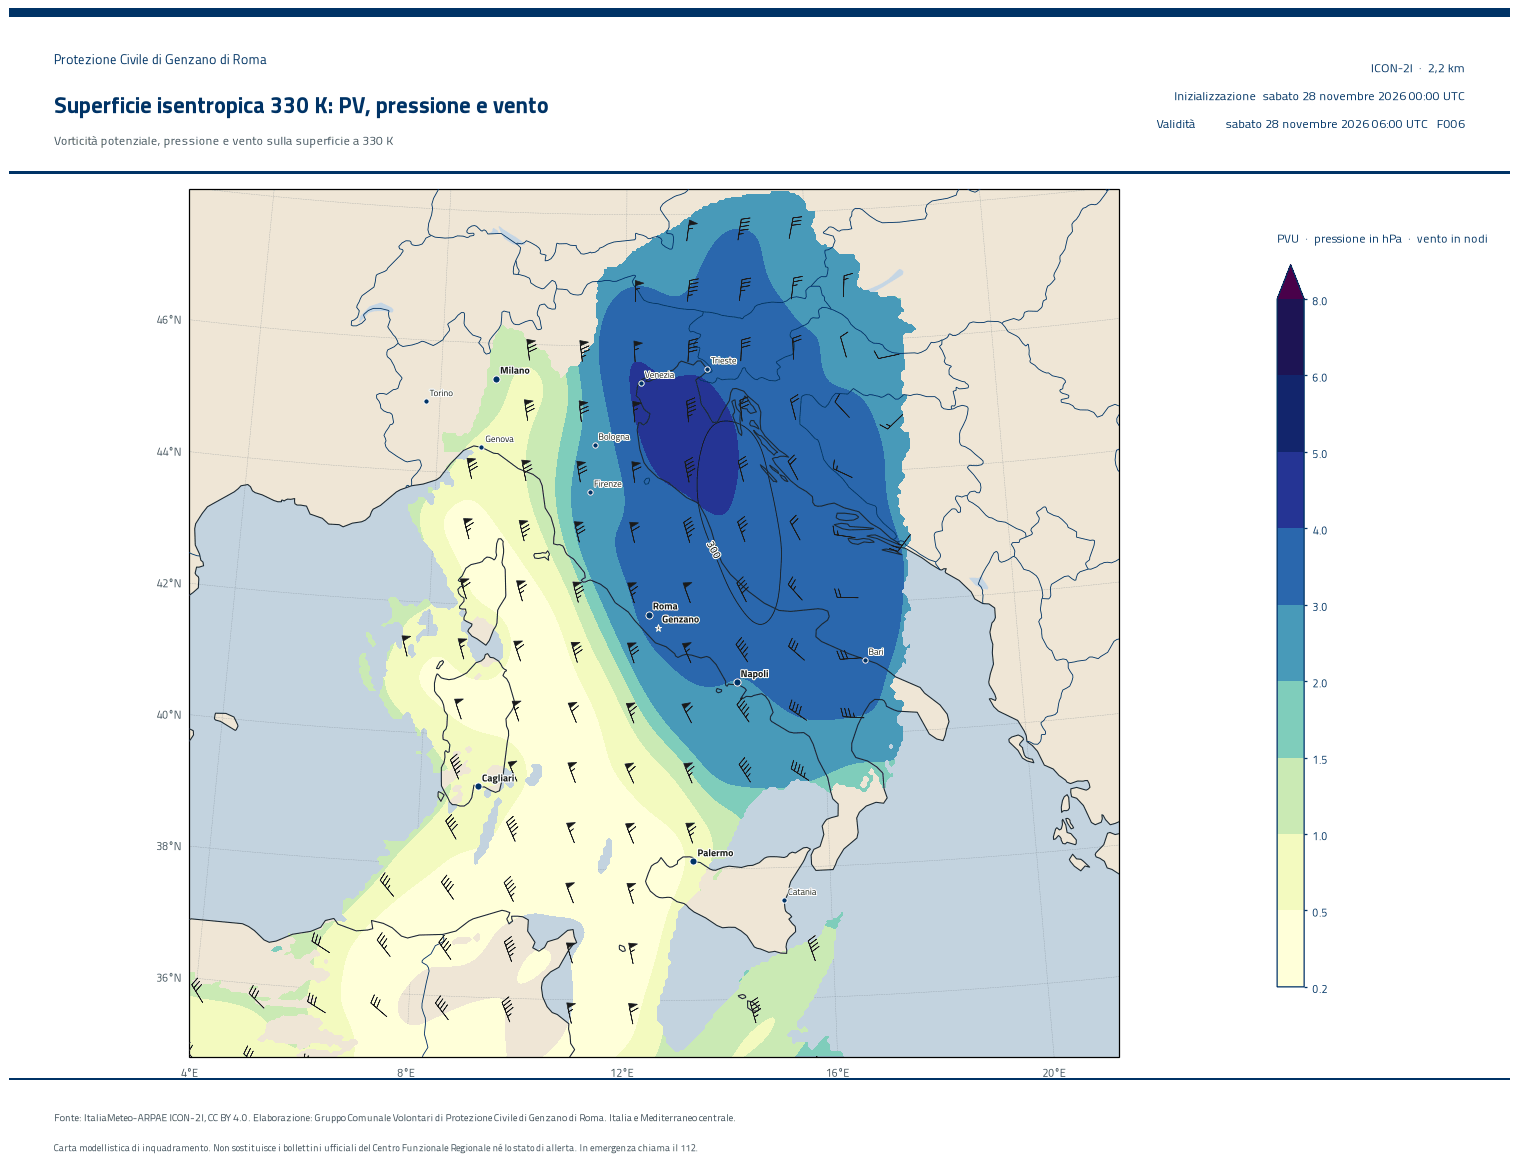 Protezione Civile di Genzano di Roma
Superficie isentropica 330 K: PV, pressione e vento
Vorticità potenziale, pressione e vento sulla superficie a 330 K
ICON-2I · 2,2 km
Inizializzazione sabato 28 novembre 2026 00:00 UTC
Validità sabato 28 novembre 2026 06:00 UTC F006
PVU · pressione in hPa · vento in nodi
8.0
6.0
5.0
4.0
3.0
2.0
1.5
1.0
0.5
0.2
46°N
44°N
42°N
40°N
38°N
36°N
4°E
8°E
12°E
16°E
20°E
Trieste
Venezia
Milano
Torino
Genova
Bologna
Firenze
300
Roma
Genzano
Bari
Napoli
Cagliari
Palermo
Catania
Fonte: ItaliaMeteo-ARPAE ICON-2I, CC BY 4.0. Elaborazione: Gruppo Comunale Volontari di Protezione Civile di Genzano di Roma. Italia e Mediterraneo centrale.
Carta modellistica di inquadramento. Non sostituisce i bollettini ufficiali del Centro Funzionale Regionale né lo stato di allerta. In emergenza chiama il 112.